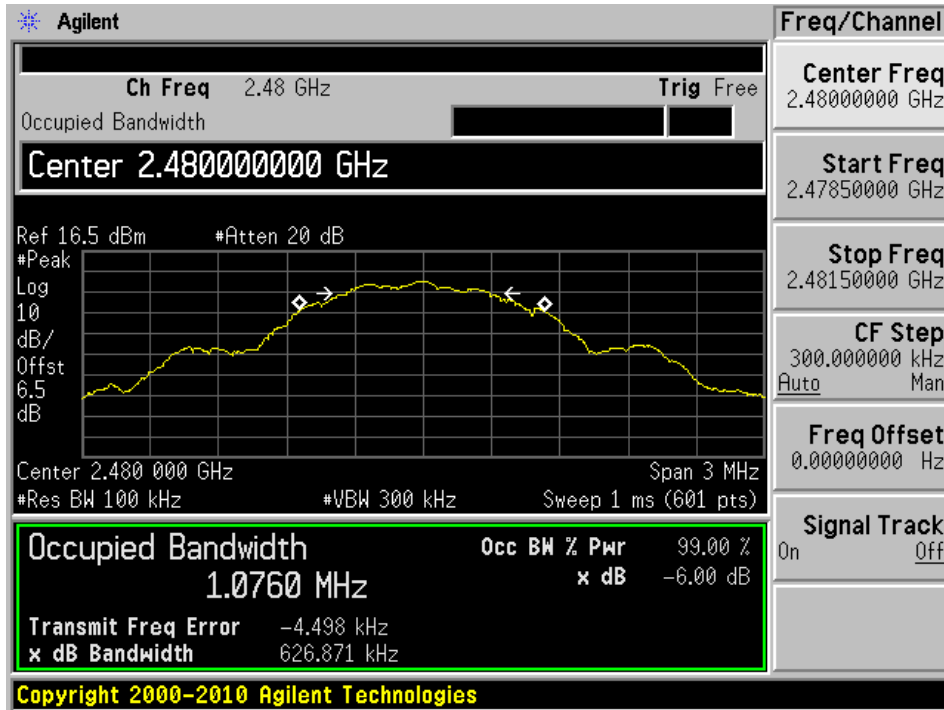 Agilent
Freq/Channel
Ch Freq 2.48 GHz Trig Free
Occupied Bandwidth
Center 2.480000000 GHz
Ref 16.5 dBm #Atten 20 dB
#Peak
Log
10
dB/
Offst
6.5
dB
Center 2.480 000 GHz Span 3 MHz
#Res BW 100 kHz #VBW 300 kHz Sweep 1 ms (601 pts)
Occupied Bandwidth Occ BW % Pwr 99.00 %
1.0760 MHz x dB -6.00 dB
Transmit Freq Error -4.498 kHz
x dB Bandwidth 626.871 kHz
Copyright 2000-2010 Agilent Technologies
Center Freq
2.48000000 GHz
Start Freq
2.47850000 GHz
Stop Freq
2.48150000 GHz
CF Step
300.000000 kHz
Auto Man
Freq Offset
0.00000000 Hz
Signal Track
On Off